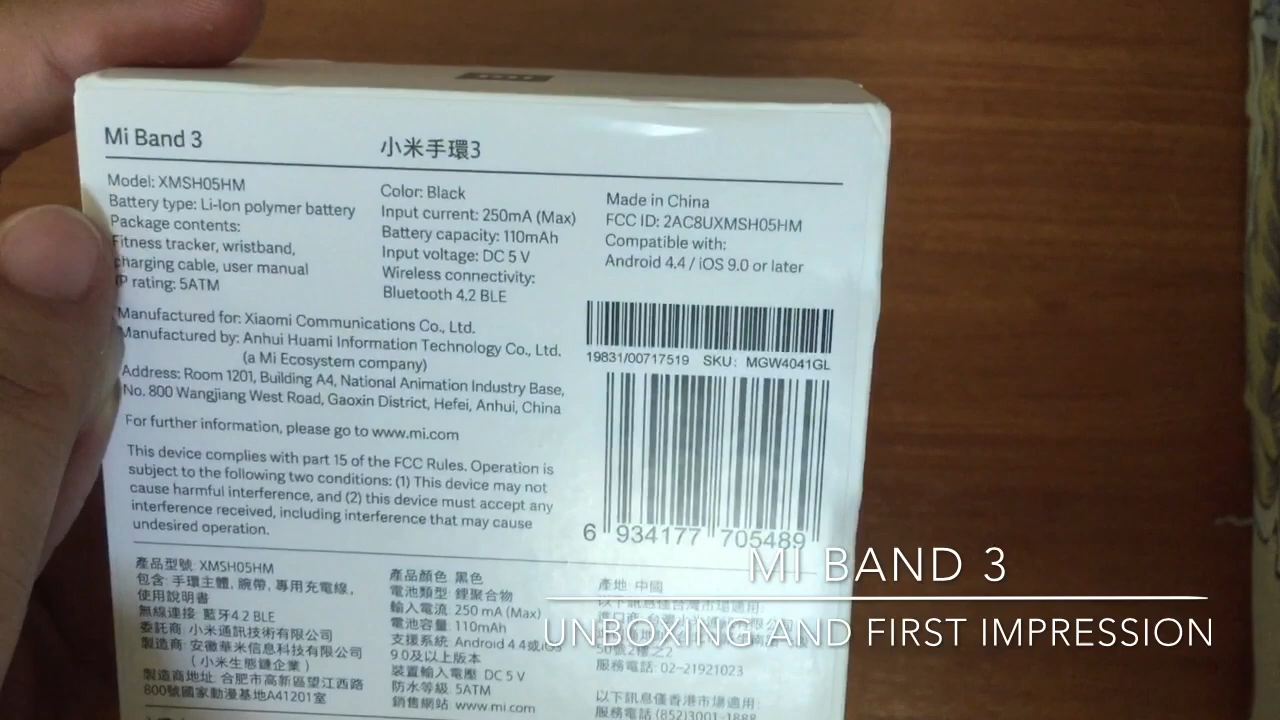 Mi Band 3
小米手環3
Model: XMSH05HM
Battery type: Li-Ion polymer battery
Package contents:
Fitness tracker, wristband,
charging cable, user manual
IP rating: 5ATM
Color: Black
Input current: 250mA (Max)
Battery capacity: 110mAh
Input voltage: DC 5 V
Wireless connectivity:
Bluetooth 4.2 BLE
Made in China
FCC ID: 2AC8UXMSH05HM
Compatible with:
Android 4.4 / iOS 9.0 or later
Manufactured for: Xiaomi Communications Co., Ltd.
Manufactured by: Anhui Huami Information Technology Co., Ltd.
(a Mi Ecosystem company)
Address: Room 1201, Building A4, National Animation Industry Base,
No. 800 Wangjiang West Road, Gaoxin District, Hefei, Anhui, China
For further information, please go to www.mi.com
This device complies with part 15 of the FCC Rules. Operation is
subject to the following two conditions: (1) This device may not
cause harmful interference, and (2) this device must accept any
interference received, including interference that may cause
undesired operation.
19831/00717519 SKU: MGW4041GL
6 934177 705489
產品型號: XMSH05HM
包含: 手環主體, 腕帶, 專用充電線,
使用說明書
無線連接: 藍牙4.2 BLE
委託商: 小米通訊技術有限公司
製造商: 安徽華米信息科技有限公司
(小米生態鏈企業)
製造商地址: 合肥市高新區望江西路
800號國家動漫基地A41201室
產品顏色: 黑色
電池類型: 鋰聚合物
輸入電流: 250 mA (Max)
電池容量: 110mAh
支援系統: Android 4.4或iOS
9.0及以上版本
裝置輸入電壓: DC 5 V
防水等級: 5ATM
銷售網站: www.mi.com
產地: 中國
以下訊息僅台灣市場適用:
50號2樓之2
服務電話: 02-21921023
以下訊息僅香港市場適用:
服務電話: (852)3001-1888
MI BAND 3
UNBOXING AND FIRST IMPRESSION